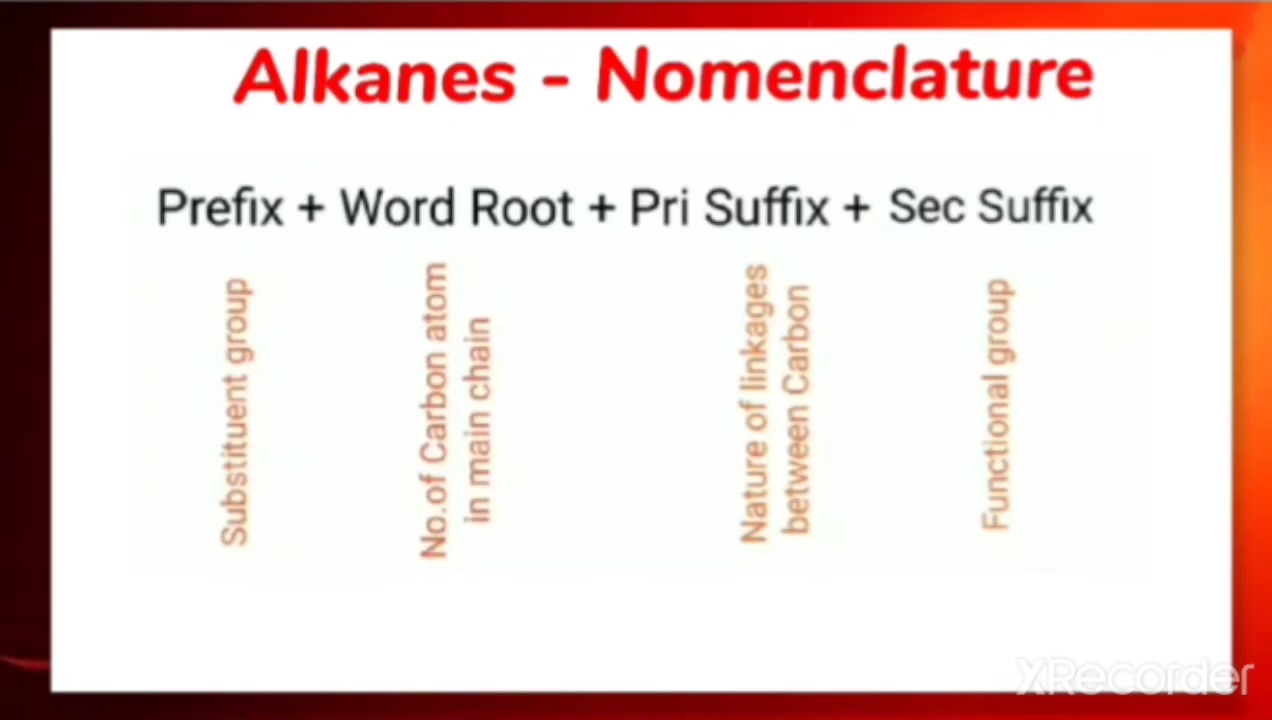 Alkanes - Nomenclature
Prefix + Word Root + Pri Suffix + Sec Suffix
Substituent group
No.of Carbon atom
in main chain
Nature of linkages
between Carbon
Functional group
XRecorder